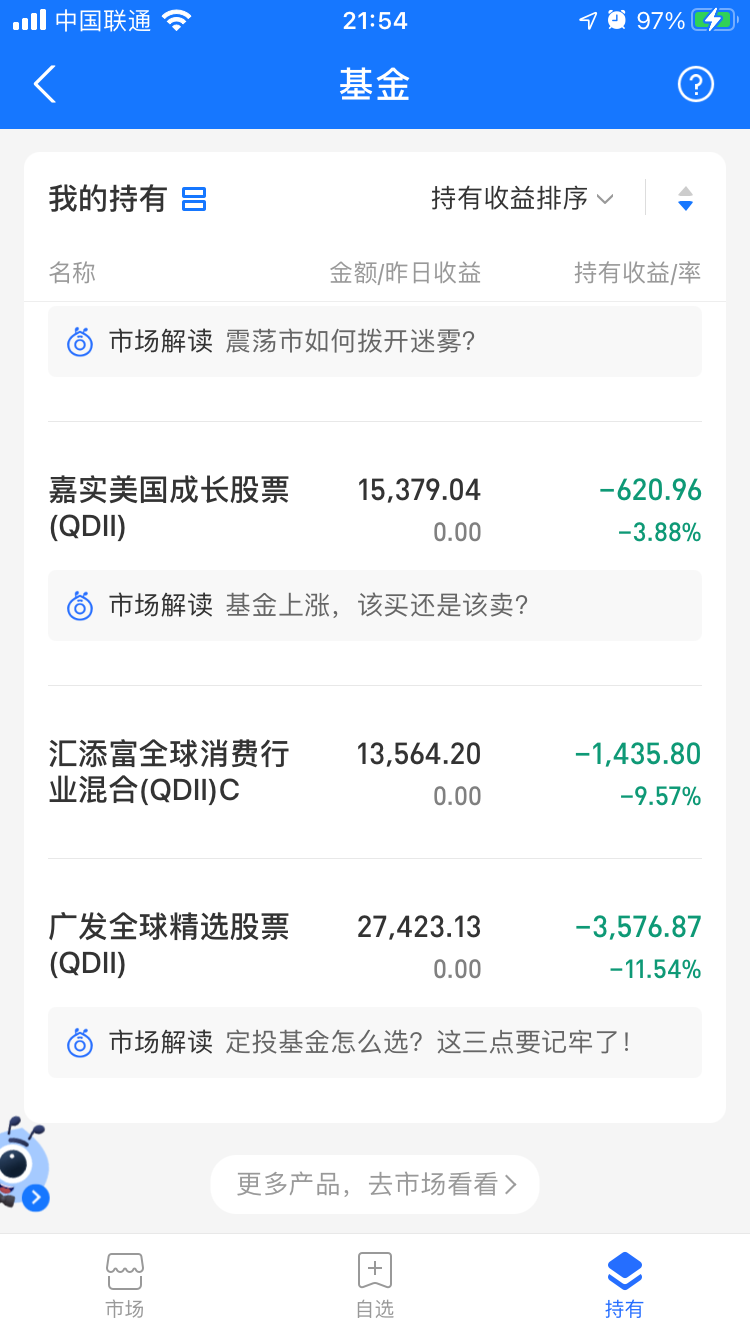 中国联通 21:54 97%
基金
我的持有 持有收益排序
名称 金额/昨日收益 持有收益/率
市场解读 震荡市如何拨开迷雾?
嘉实美国成长股票 15,379.04 -620.96
(QDII) 0.00 -3.88%
市场解读 基金上涨，该买还是该卖?
汇添富全球消费行 13,564.20 -1,435.80
业混合(QDII)C 0.00 -9.57%
广发全球精选股票 27,423.13 -3,576.87
(QDII) 0.00 -11.54%
市场解读 定投基金怎么选？这三点要记牢了！
更多产品，去市场看看
市场 自选 持有